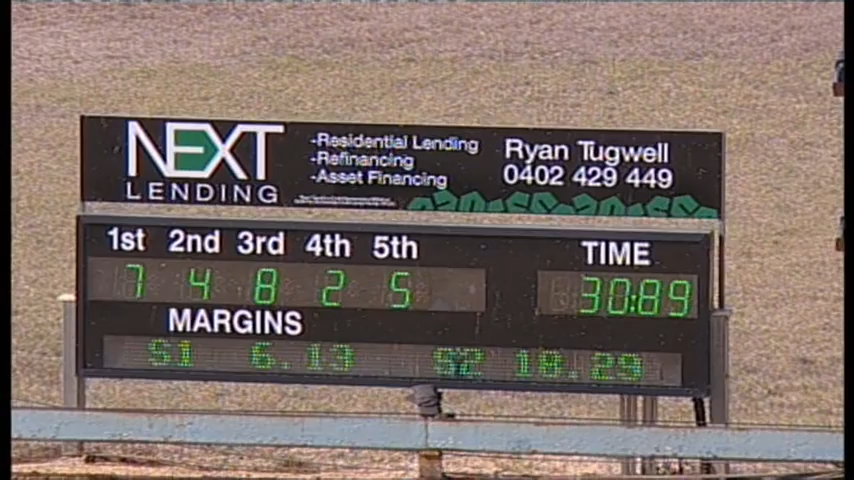 NEXT
LENDING
-Residential Lending
-Refinancing
-Asset Financing
Ryan Tugwell
0402 429 449
1st 2nd 3rd 4th 5th TIME
7 4 8 2 5 30:89
MARGINS
S1 6.13 S2 18.29